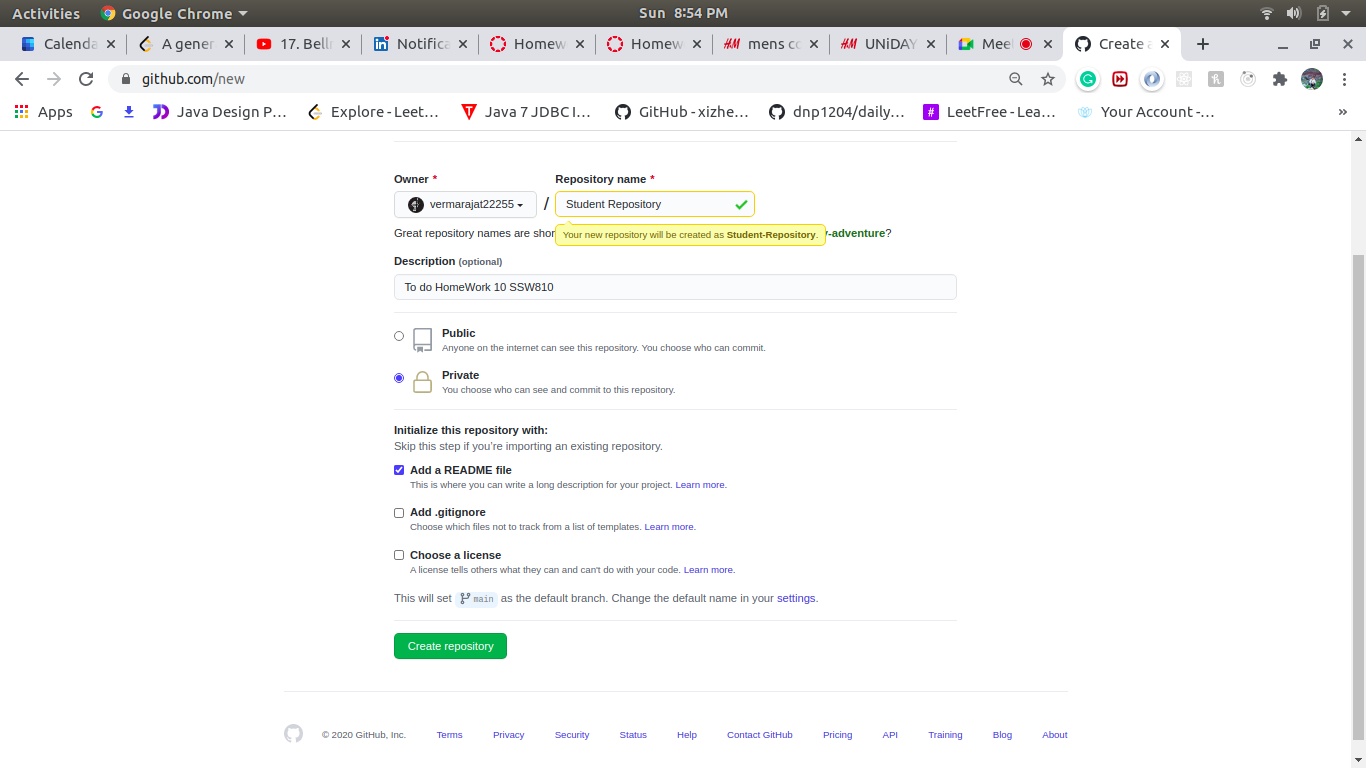 Activities Google Chrome Sun 8:54 PM
Calenda A gener 17. Bell Notifica Homew Homew mens co UNiDAY Meet Create a
github.com/new
Apps Java Design P… Explore - Leet… Java 7 JDBC I… GitHub - xizhe… dnp1204/daily… LeetFree - Lea… Your Account -… »
Owner * Repository name *
vermarajat22255 / Student Repository
Great repository names are shor -adventure?
Your new repository will be created as Student-Repository.
Description (optional)
To do HomeWork 10 SSW810
Public
Anyone on the internet can see this repository. You choose who can commit.
Private
You choose who can see and commit to this repository.
Initialize this repository with:
Skip this step if you're importing an existing repository.
Add a README file
This is where you can write a long description for your project. Learn more.
Add .gitignore
Choose which files not to track from a list of templates. Learn more.
Choose a license
A license tells others what they can and can't do with your code. Learn more.
This will set main as the default branch. Change the default name in your settings.
Create repository
© 2020 GitHub, Inc. Terms Privacy Security Status Help Contact GitHub Pricing API Training Blog About